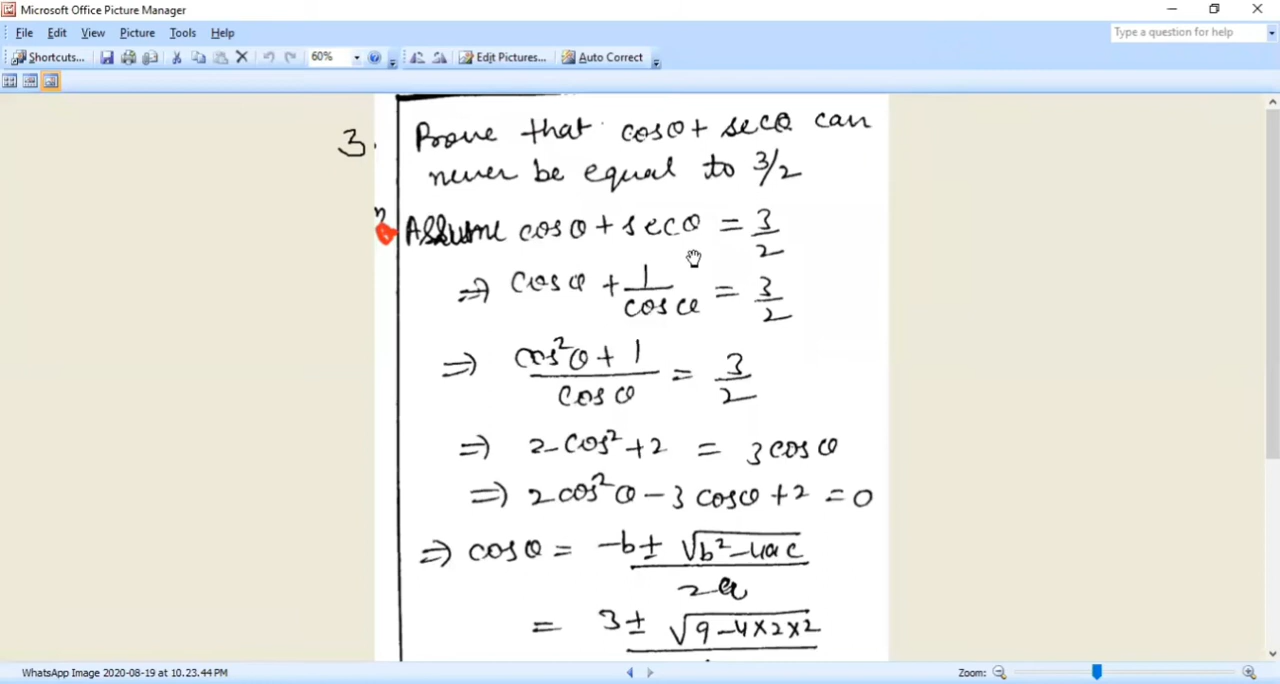 Microsoft Office Picture Manager
File Edit View Picture Tools Help
Type a question for help
Shortcuts... 60% Edit Pictures... Auto Correct
3. Prove that cosθ + secθ can
never be equal to 3/2
Assume cosθ + secθ = 3/2
⇒ cosθ + 1/cosθ = 3/2
⇒ cos²θ + 1/cosθ = 3/2
⇒ 2cos² + 2 = 3cosθ
⇒ 2cos²θ - 3cosθ + 2 = 0
⇒ cosθ = -b ± √b² - 4ac/2a
= 3 ± √9 - 4×2×2
WhatsApp Image 2020-08-19 at 10.23.44 PM
Zoom: